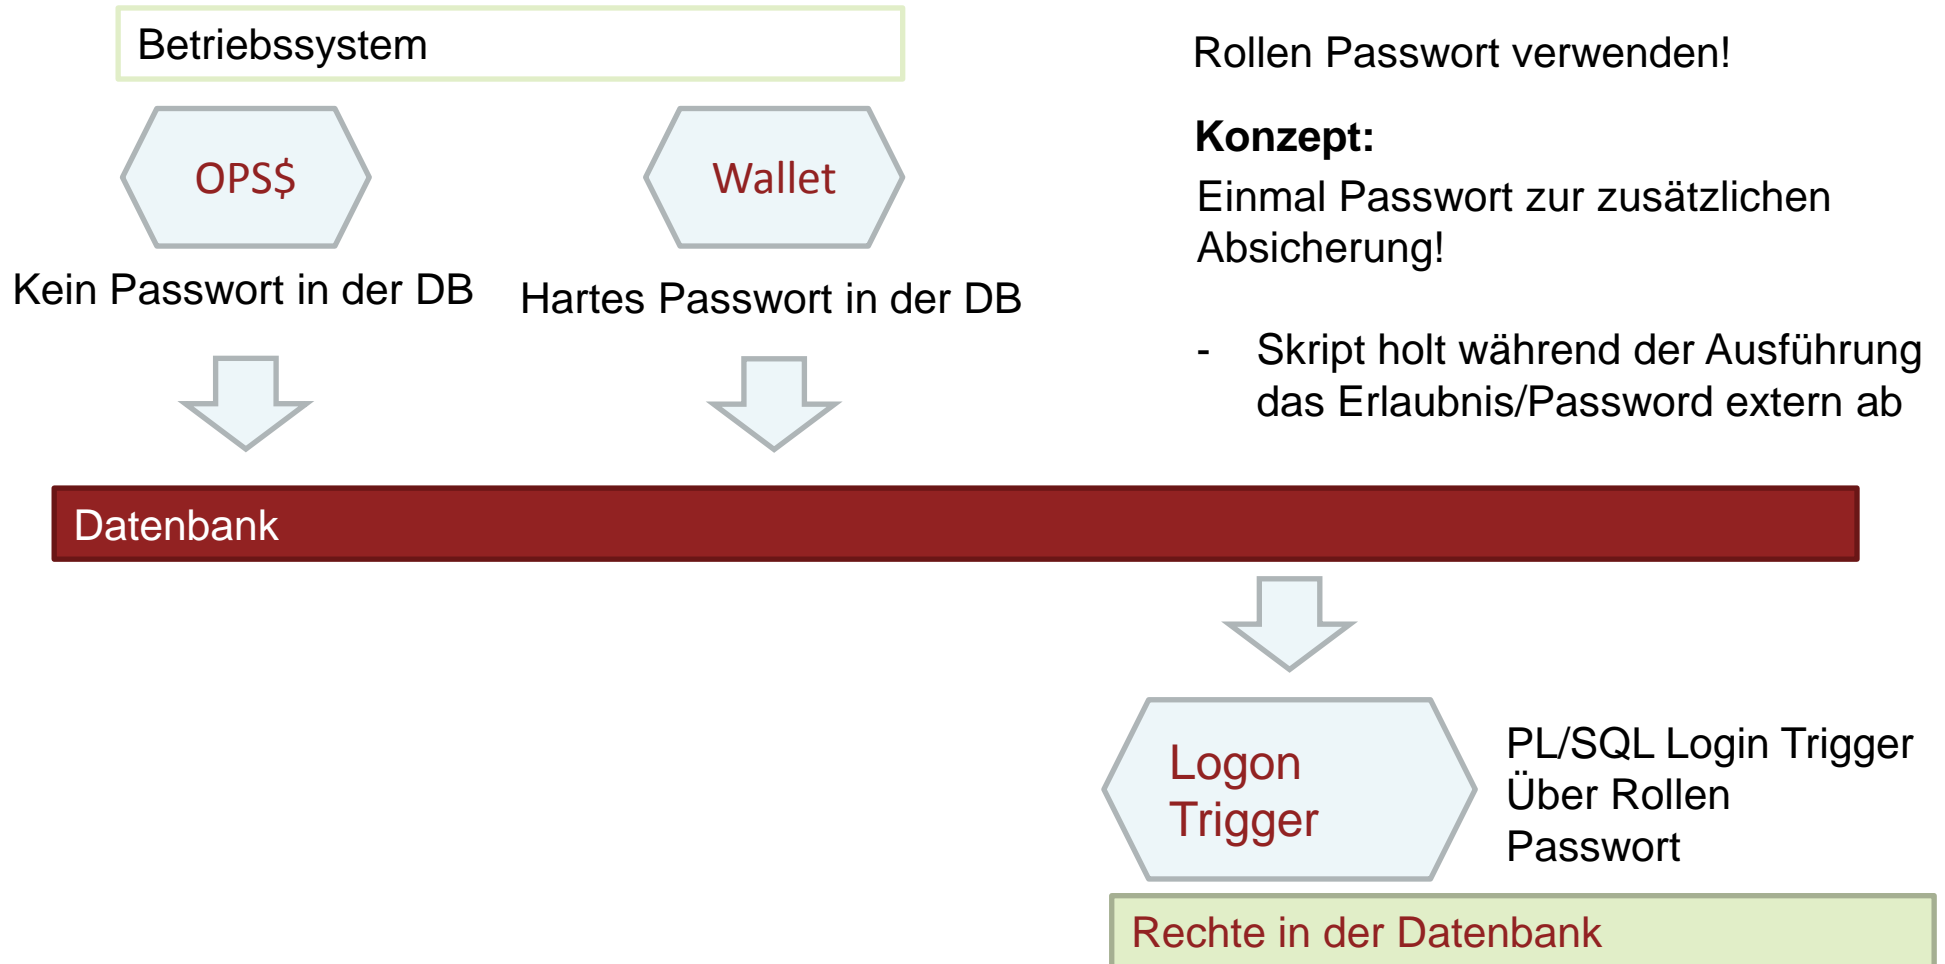 Betriebssystem
OPS$
Wallet
Kein Passwort in der DB
Hartes Passwort in der DB
Rollen Passwort verwenden!
Konzept:
Einmal Passwort zur zusätzlichen
Absicherung!
- Skript holt während der Ausführung
das Erlaubnis/Password extern ab
Datenbank
Logon
Trigger
PL/SQL Login Trigger
Über Rollen
Passwort
Rechte in der Datenbank